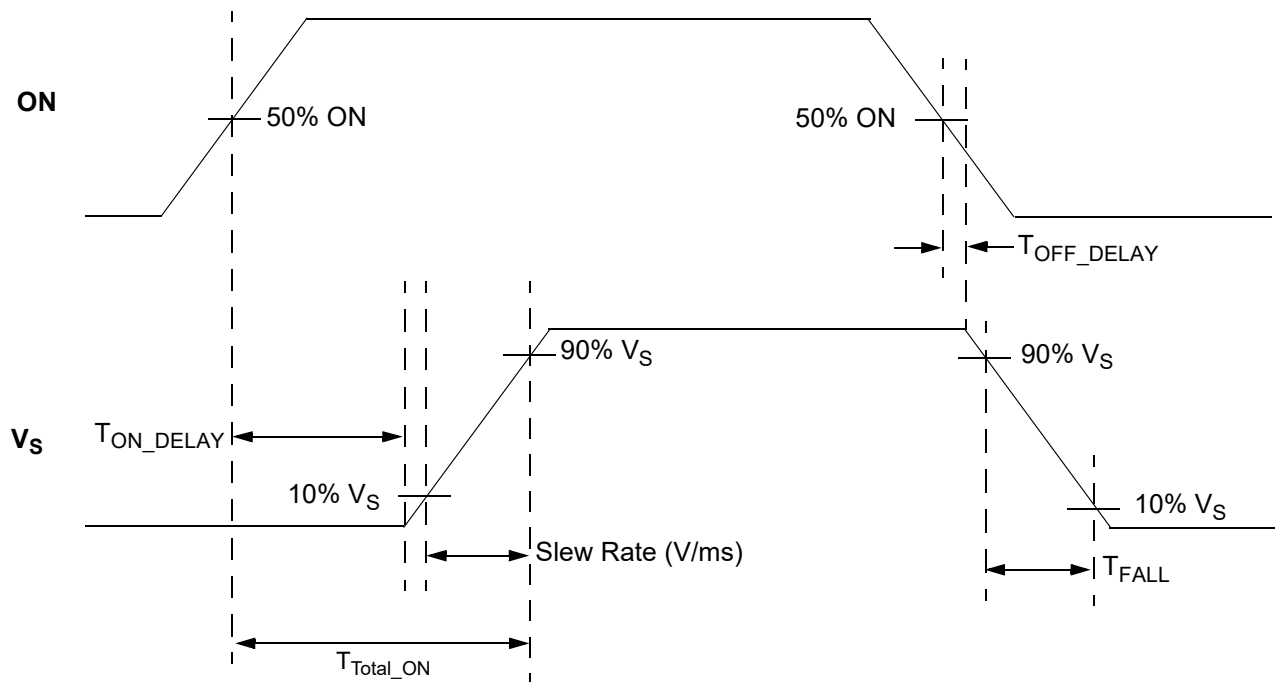 ON
50% ON
50% ON
TOFF_DELAY
90% VS
90% VS
VS
TON_DELAY
10% VS
10% VS
Slew Rate (V/ms)
TFALL
TTotal_ON